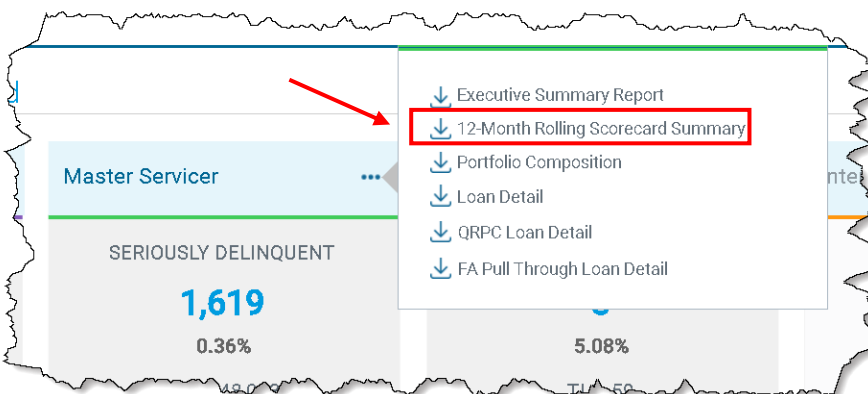 Executive Summary Report
12-Month Rolling Scorecard Summary
Portfolio Composition
Loan Detail
QRPC Loan Detail
FA Pull Through Loan Detail
Master Servicer
SERIOUSLY DELINQUENT
1,619
0.36%
5.08%